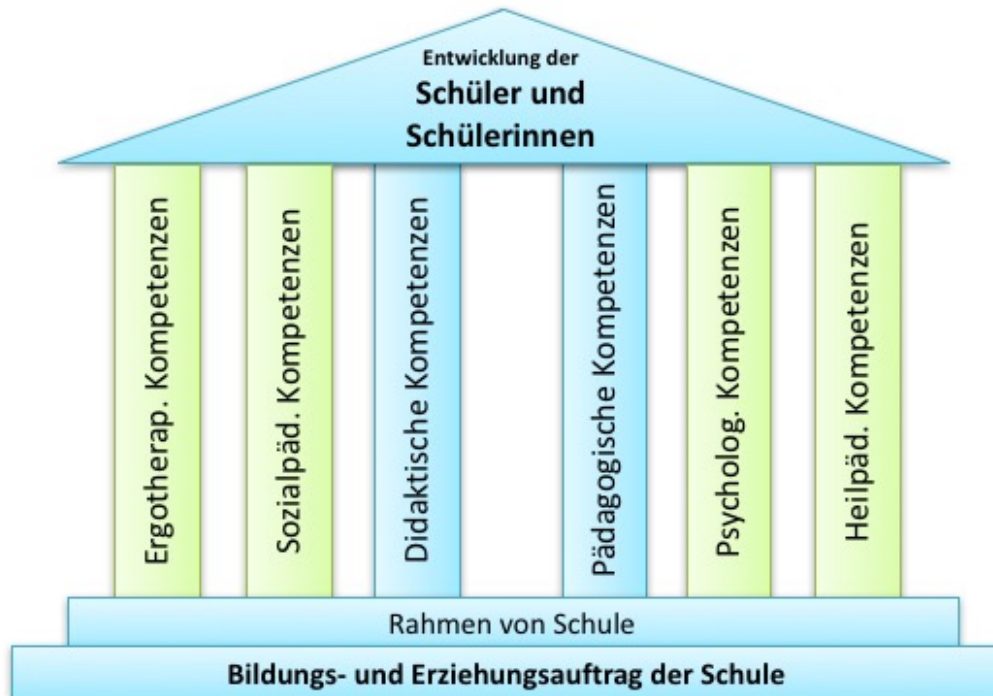 Entwicklung der
Schüler und
Schülerinnen
Ergotherap. Kompetenzen
Sozialpäd. Kompetenzen
Didaktische Kompetenzen
Pädagogische Kompetenzen
Psycholog. Kompetenzen
Heilpäd. Kompetenzen
Rahmen von Schule
Bildungs- und Erziehungsauftrag der Schule